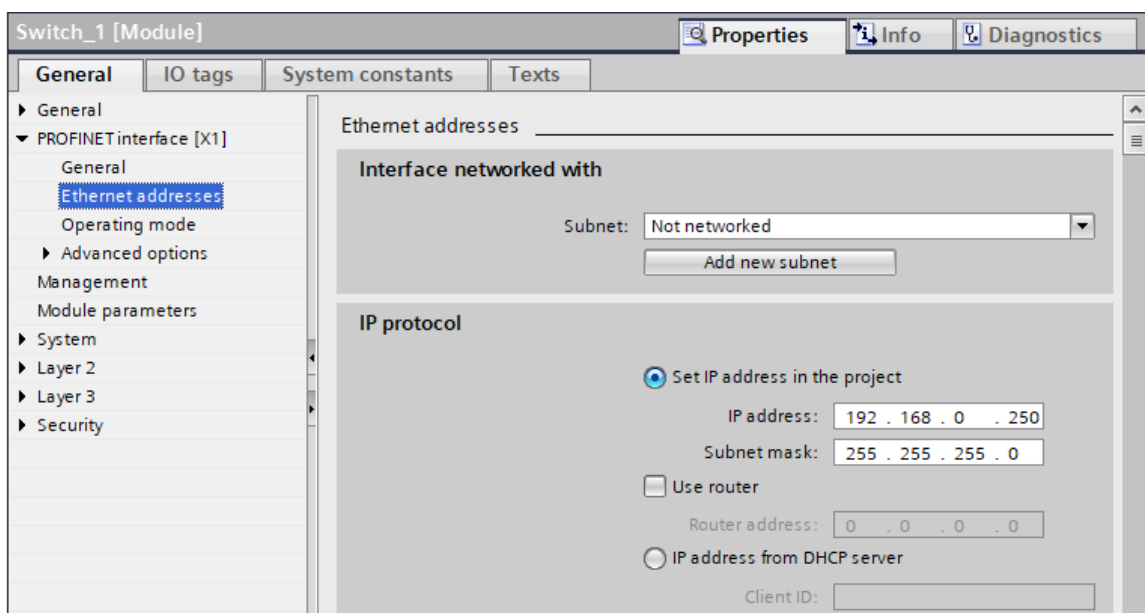 Switch_1 [Module]
Properties
Info
Diagnostics
General
IO tags
System constants
Texts
General
PROFINET interface [X1]
General
Ethernet addresses
Operating mode
Advanced options
Management
Module parameters
System
Layer 2
Layer 3
Security
Ethernet addresses
Interface networked with
Subnet: Not networked
Add new subnet
IP protocol
Set IP address in the project
IP address: 192 . 168 . 0 . 250
Subnet mask: 255 . 255 . 255 . 0
Use router
Router address: 0 . 0 . 0 . 0
IP address from DHCP server
Client ID: